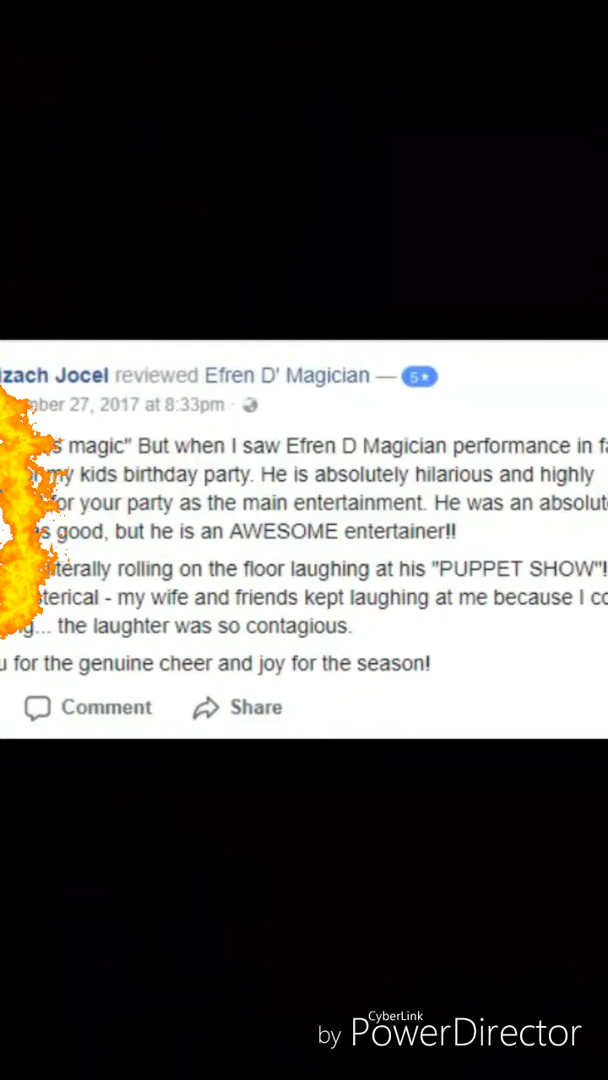 izach Jocel reviewed Efren D' Magician — 5★
ber 27, 2017 at 8:33pm ·
magic" But when I saw Efren D Magician performance in fa
my kids birthday party. He is absolutely hilarious and highly
for your party as the main entertainment. He was an absolut
s good, but he is an AWESOME entertainer!!
literally rolling on the floor laughing at his "PUPPET SHOW"!
terical - my wife and friends kept laughing at me because I co
g... the laughter was so contagious.
u for the genuine cheer and joy for the season!
Comment Share
CyberLink
by PowerDirector